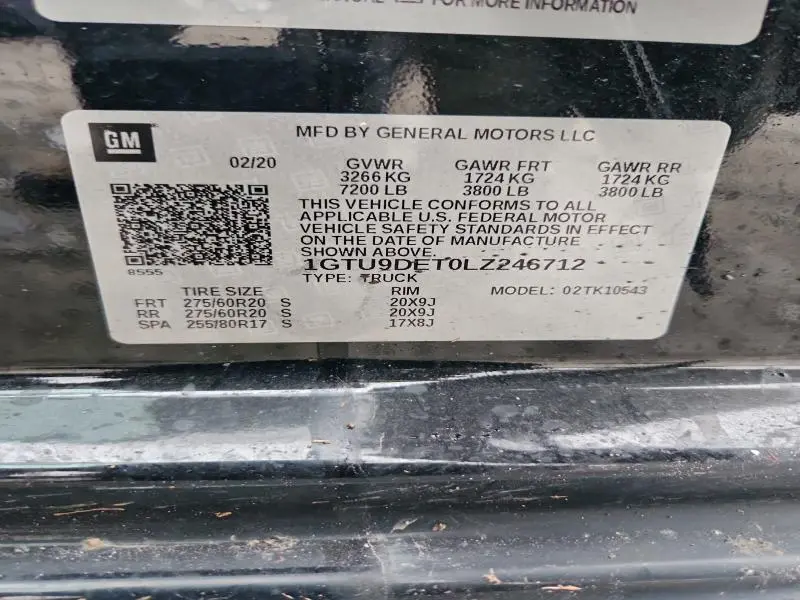 FOR MORE INFORMATION
GM
MFD BY GENERAL MOTORS LLC
02/20 GVWR GAWR FRT GAWR RR
3266 KG 1724 KG 1724 KG
7200 LB 3800 LB 3800 LB
THIS VEHICLE CONFORMS TO ALL
APPLICABLE U.S. FEDERAL MOTOR
VEHICLE SAFETY STANDARDS IN EFFECT
ON THE DATE OF MANUFACTURE
SHOWN ABOVE.
8555
1GTU9DET0LZ246712
TYPE: TRUCK
TIRE SIZE RIM MODEL: 02TK10543
FRT 275/60R20 S 20X9J
RR 275/60R20 S 20X9J
SPA 255/80R17 S 17X8J